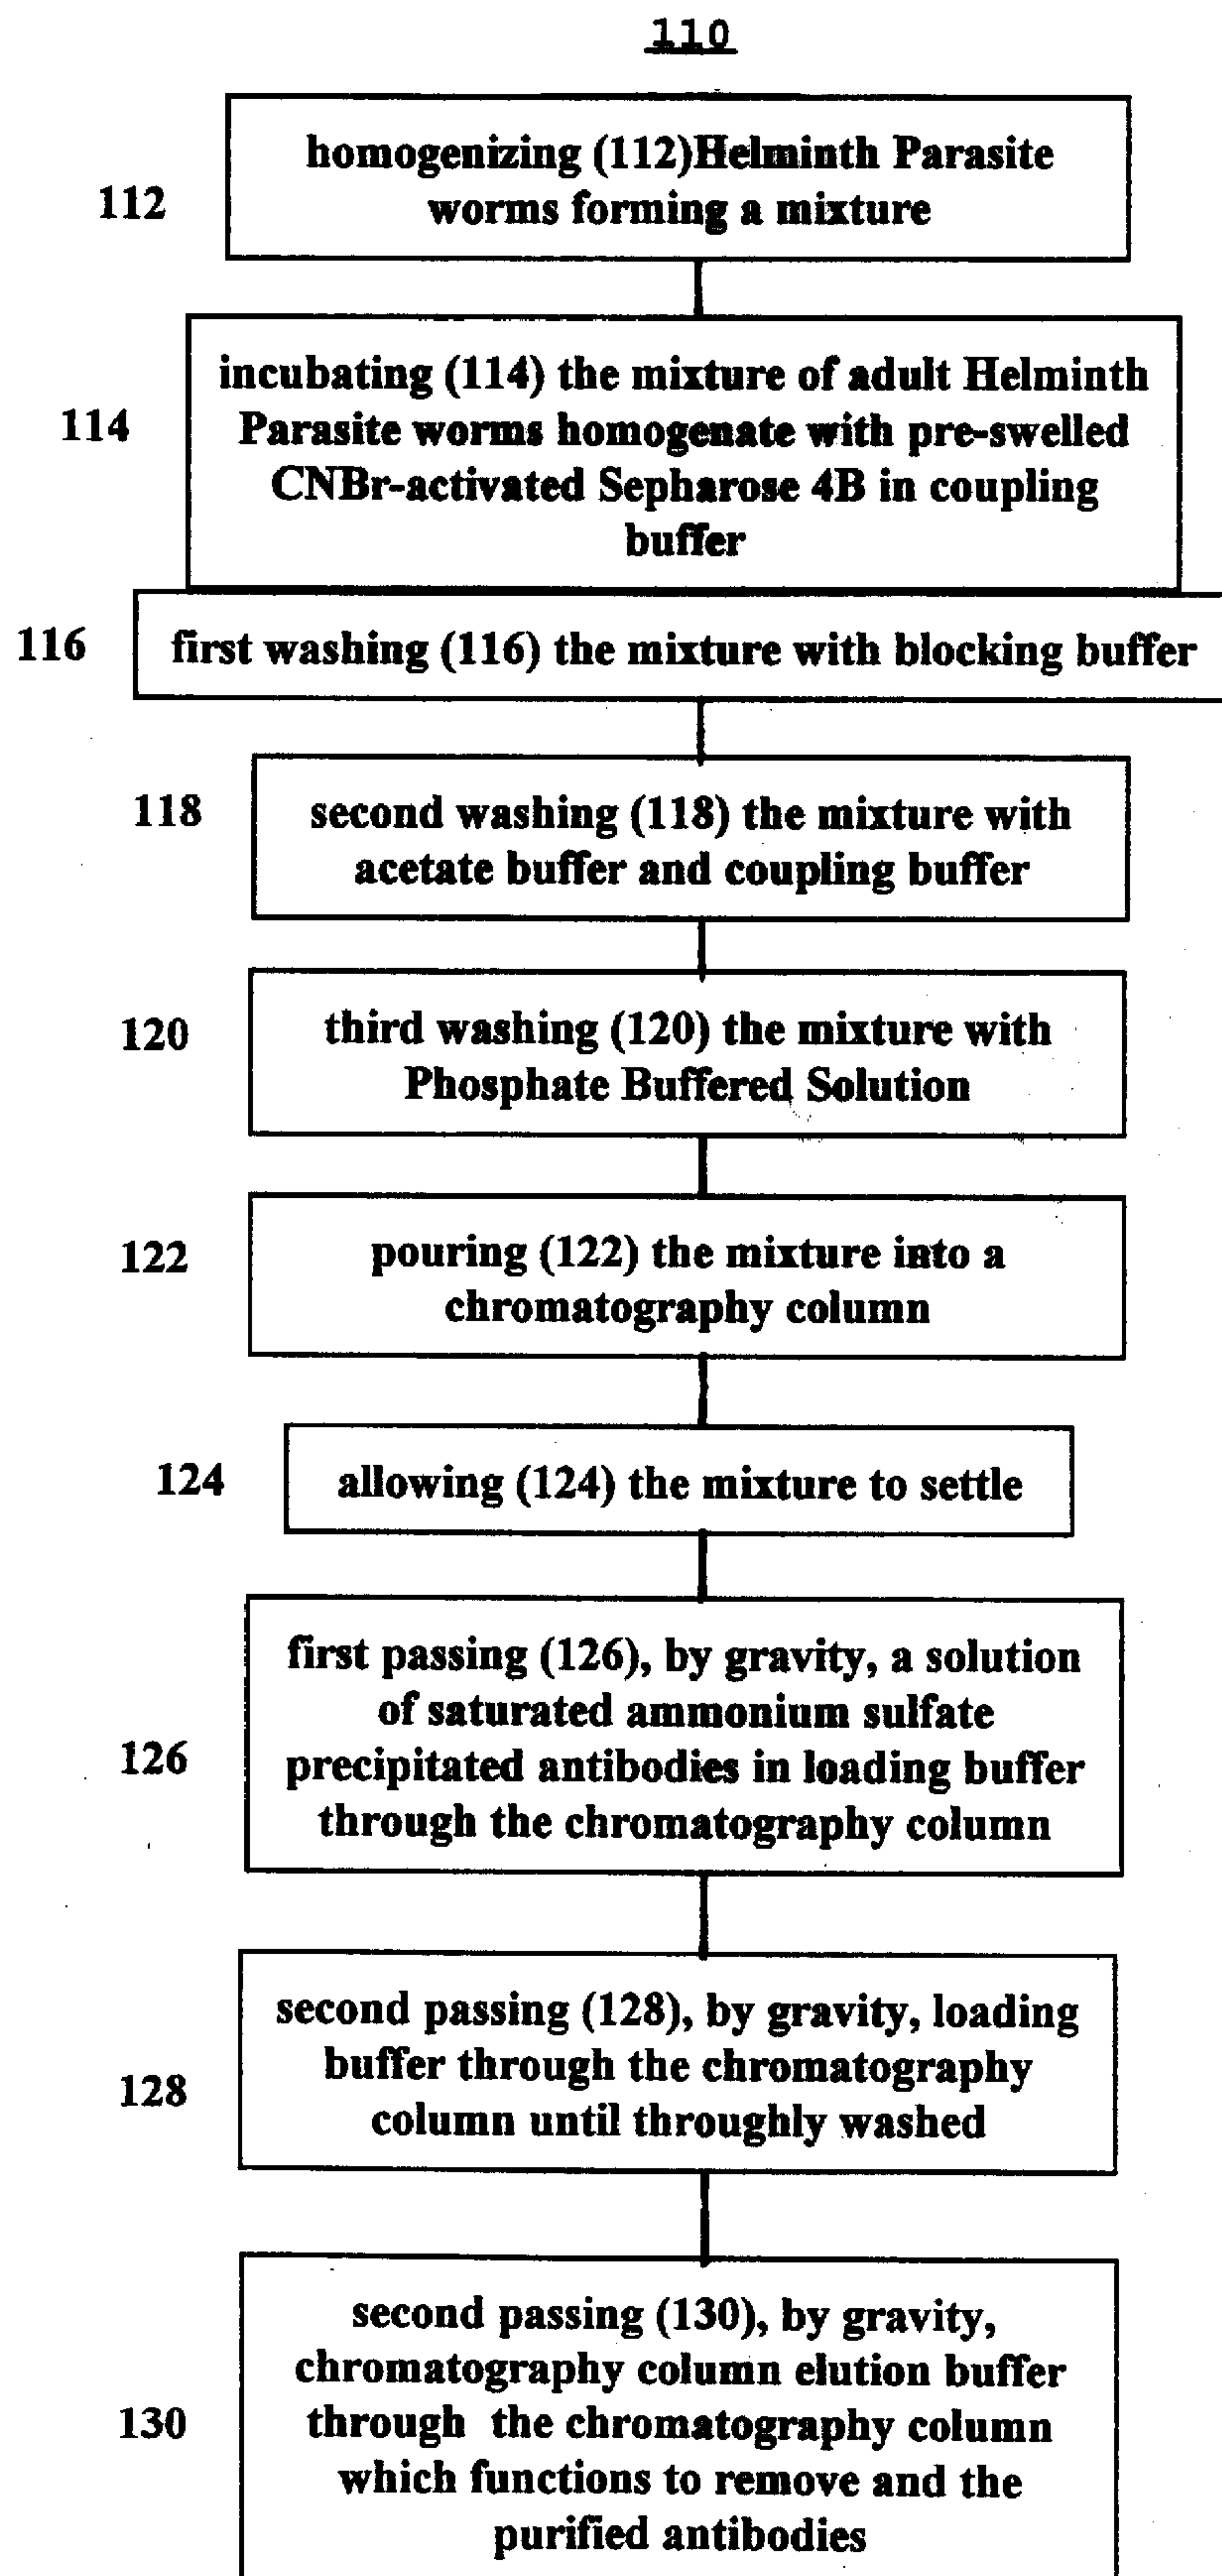 110
112
homogenizing (112)Helminth Parasite
worms forming a mixture
114
incubating (114) the mixture of adult Helminth
Parasite worms homogenate with pre-swelled
CNBr-activated Sepharose 4B in coupling
buffer
116
first washing (116) the mixture with blocking buffer
118
second washing (118) the mixture with
acetate buffer and coupling buffer
120
third washing (120) the mixture with
Phosphate Buffered Solution
122
pouring (122) the mixture into a
chromatography column
124
allowing (124) the mixture to settle
126
first passing (126), by gravity, a solution
of saturated ammonium sulfate
precipitated antibodies in loading buffer
through the chromatography column
128
second passing (128), by gravity, loading
buffer through the chromatography
column until throughly washed
130
second passing (130), by gravity,
chromatography column elution buffer
through the chromatography column
which functions to remove and the
purified antibodies